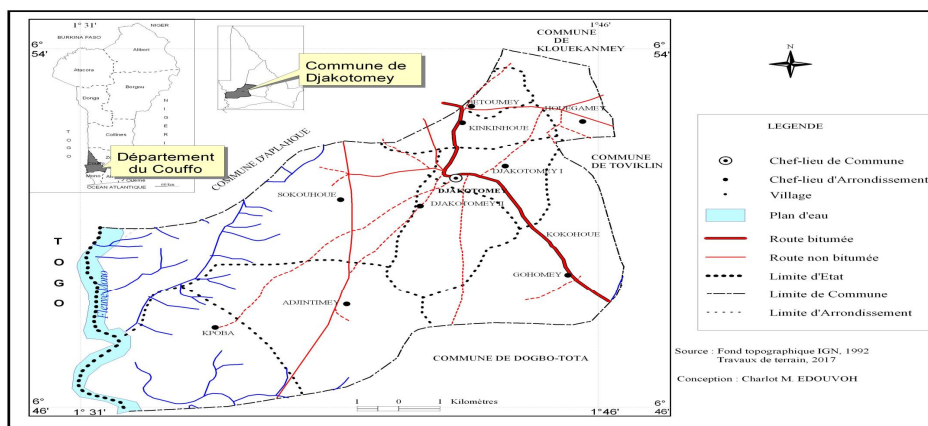 1° 31'
1° 46'
6°
54'
6°
54'
NIGER
BURKINA FASO
Alibori
Atacora
Borgou
Donga
Collines
T O G O
N I G E R I A
Mono
OCEAN ATLANTIQUE
Département
du Couffo
Commune de
Djakotomey
COMMUNE
DE
KLOUEKANMEY
COMMUNE D'APLAHOUE
BETOUMEY
HOUEGAMEY
KINKINHOUE
COMMUNE
DE TOVIKLIN
DJAKOTOMEY I
DJAKOTOMEY
DJAKOTOMEY II
SOKOUHOUE
KOKOHOUE
GOHOMEY
ADJINTIMEY
KPOBA
T
O
G
O
COMMUNE DE DOGBO-TOTA
1 0 1 Kilomètres
6°
46'
1° 31'
1° 46'
6°
46'
N
LEGENDE
Chef-lieu de Commune
Chef-lieu d'Arrondissement
Village
Plan d'eau
Route bitumée
Route non bitumée
Limite d'Etat
Limite de Commune
Limite d'Arrondissement
Source : Fond topographique IGN, 1992
Travaux de terrain, 2017
Conception : Charlot M. EDOUVOH